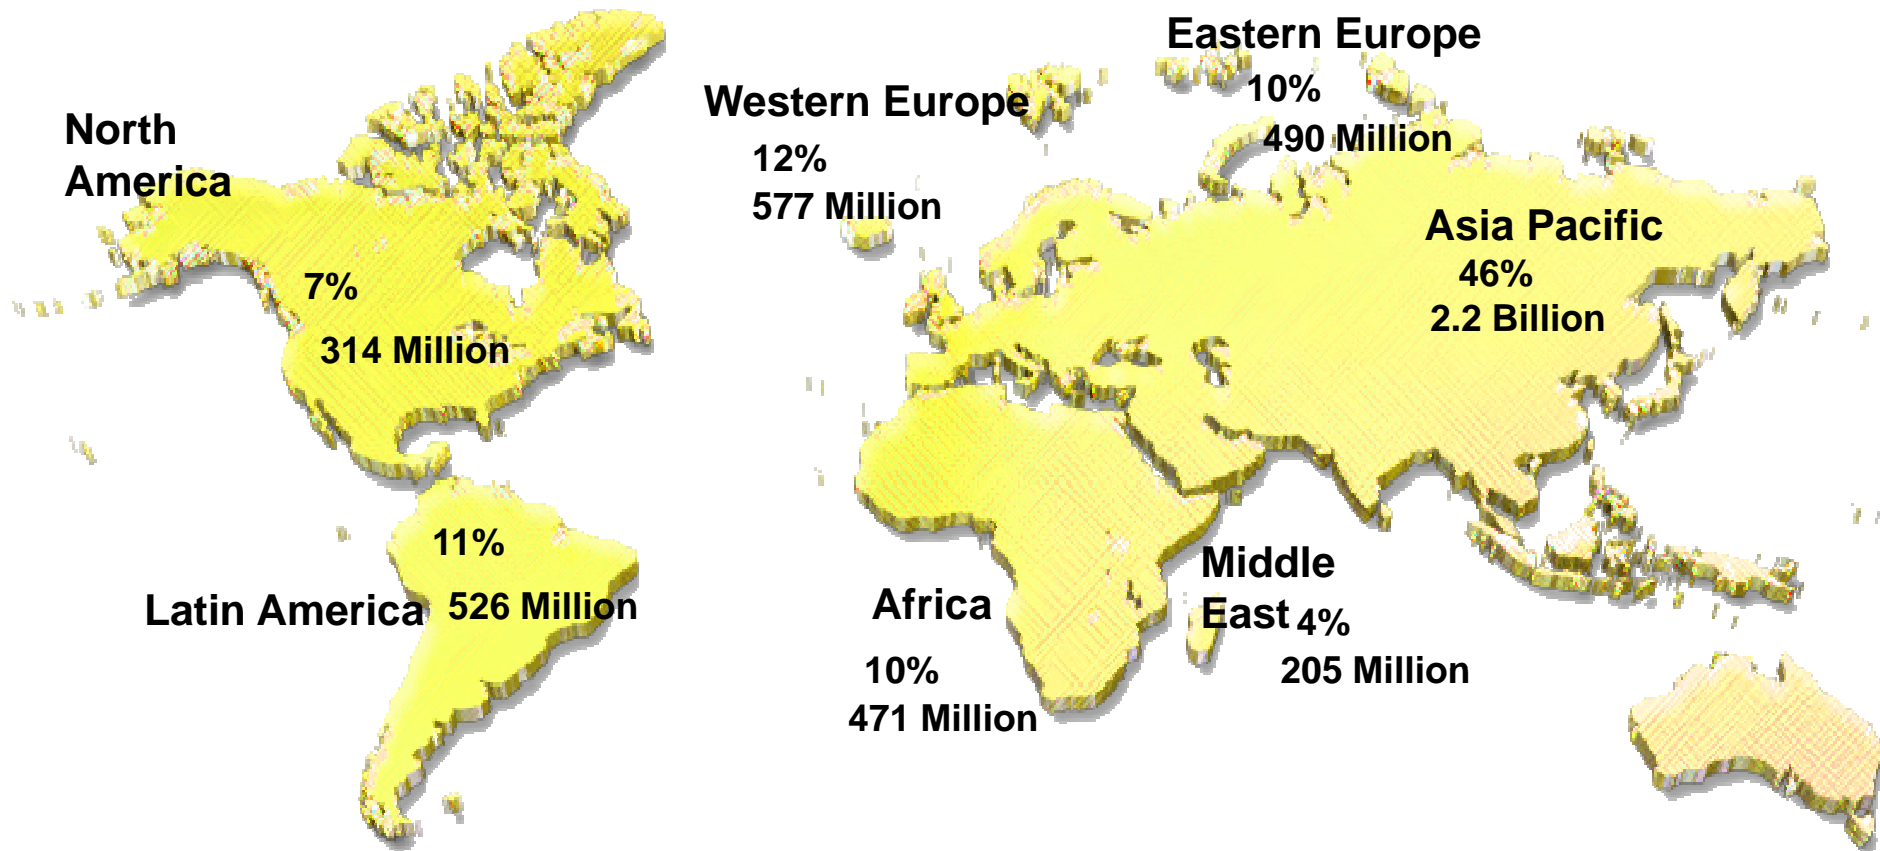 North
America
7%
314 Million
Western Europe
12%
577 Million
Eastern Europe
10%
490 Million
Asia Pacific
46%
2.2 Billion
Latin America
11%
526 Million
Africa
10%
471 Million
Middle
East
4%
205 Million